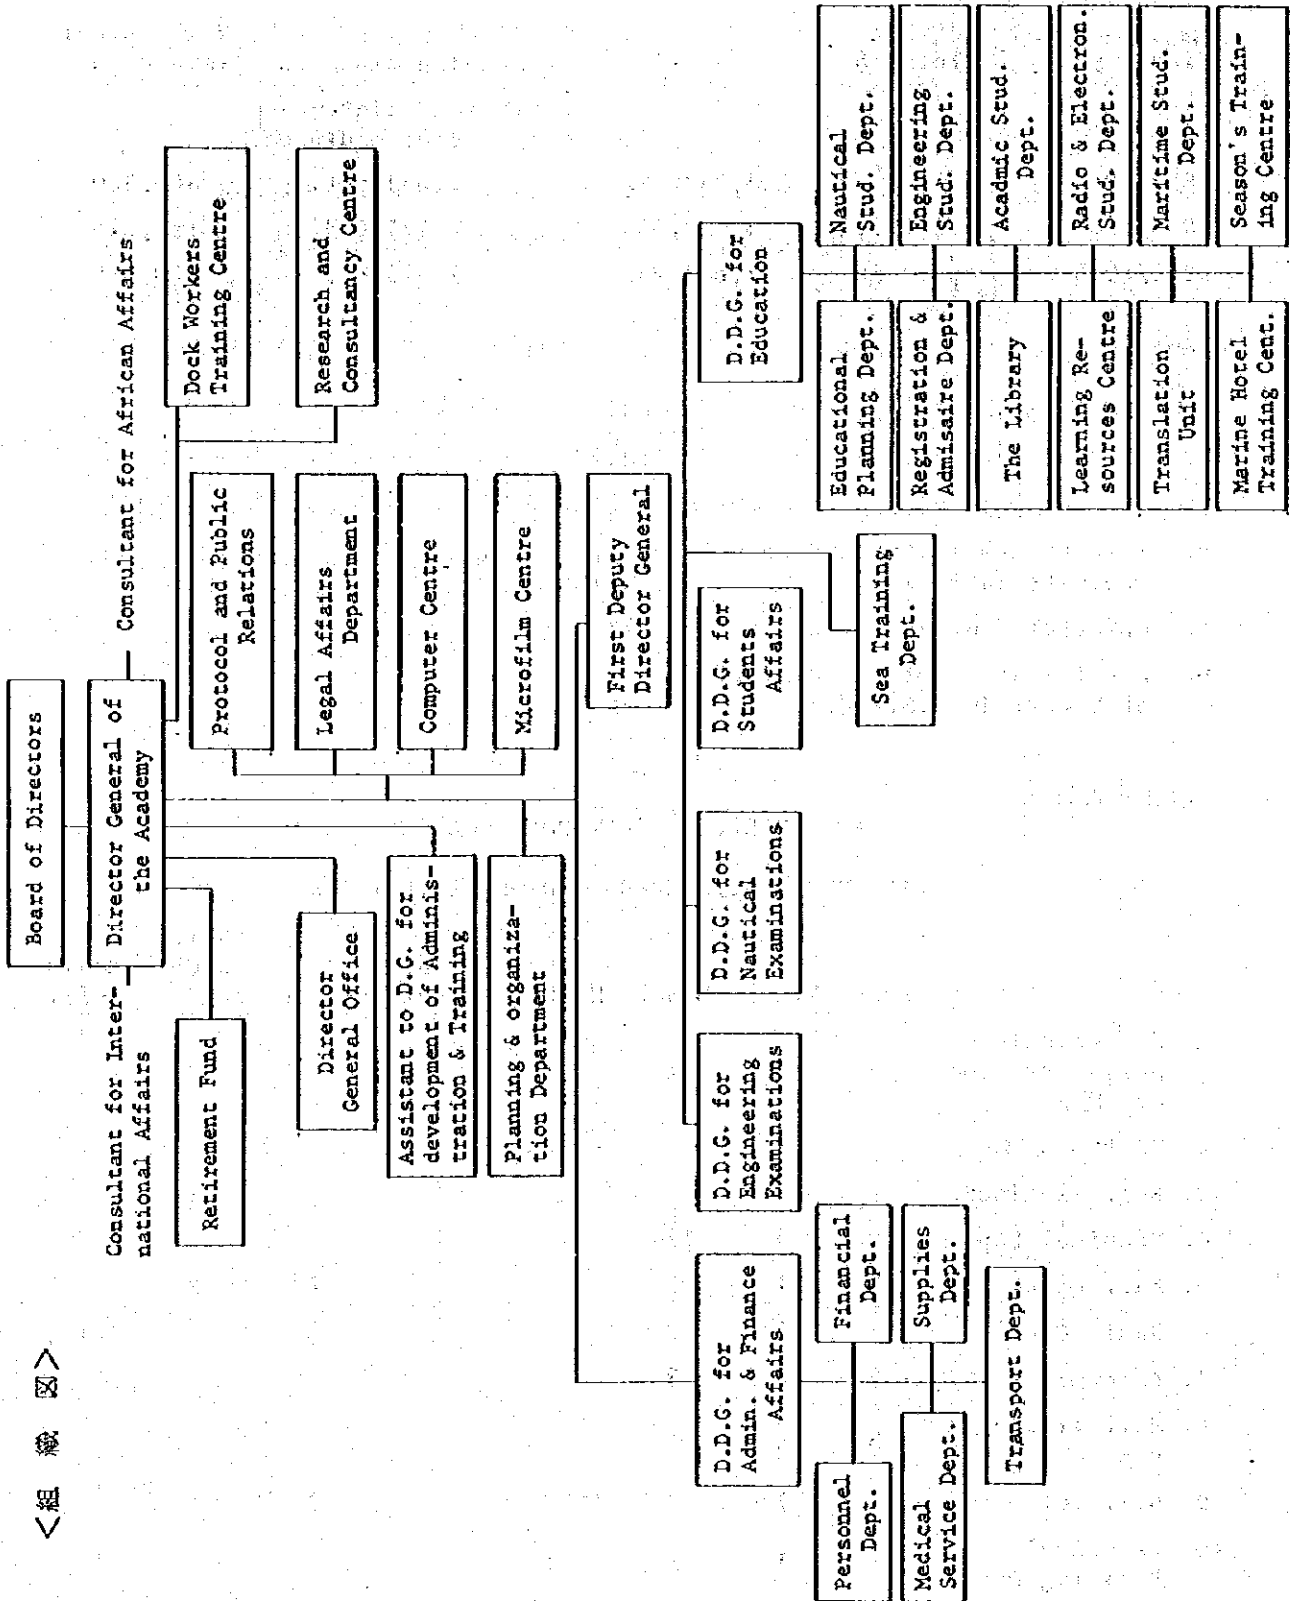 <組 織 図>
Board of Directors
Consultant for Inter-
national Affairs
Director General of
the Academy
Consultant for African Affairs
Retirement Fund
Dock Workers
Training Centre
Director
General Office
Research and
Consultancy Centre
Protocol and Public
Relations
Legal Affairs
Department
Assistant to D.G. for
development of Adminis-
tration & Training
Computer Centre
Planning & organiza-
tion Department
Microfilm Centre
First Deputy
Director General
D.D.G. for
Admin. & Finance
Affairs
D.D.G. for
Engineering
Examinations
D.D.G. for
Nautical
Examinations
D.D.G. for
Students
Affairs
D.D.G. for
Education
Personnel
Dept.
Financial
Dept.
Medical
Service Dept.
Supplies
Dept.
Transport Dept.
Sea Training
Dept.
Educational
Planning Dept.
Nautical
Stud. Dept.
Registration &
Admisaire Dept.
Engineering
Stud. Dept.
The Library
Acadmic Stud.
Dept.
Learning Re-
sources Centre
Radio & Electron.
Stud. Dept.
Translation
Unit
Maritime Stud.
Dept.
Marine Hotel
Training Cent.
Season's Train-
ing Centre